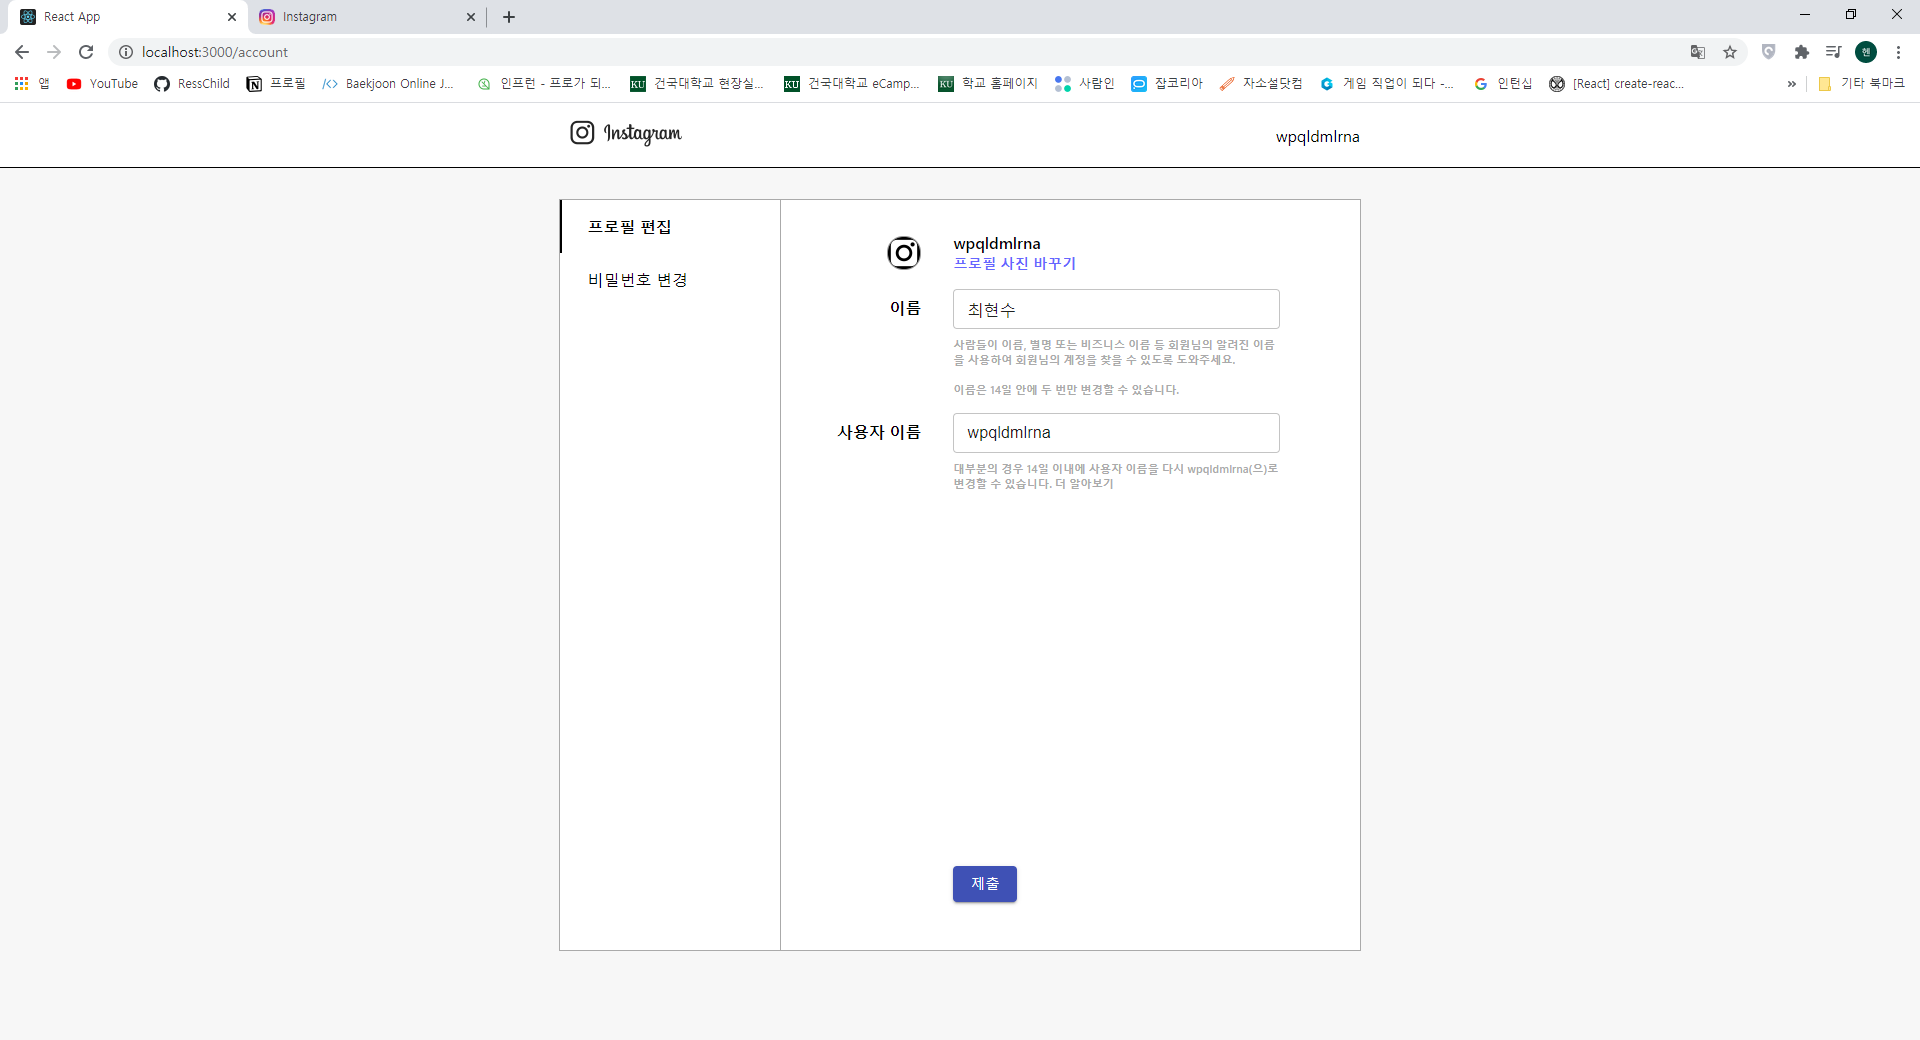 React App
Instagram
localhost:3000/account
앱
YouTube
RessChild
프로필
Baekjoon Online J...
인프런 - 프로가 되...
건국대학교 현장실...
건국대학교 eCamp...
학교 홈페이지
사람인
잡코리아
자소설닷컴
게임 직업이 되다 -...
인턴십
[React] create-reac...
»
기타 북마크
Instagram
wpqldmlrna
프로필 편집
비밀번호 변경
wpqldmlrna
프로필 사진 바꾸기
이름
최현수
사람들이 이름, 별명 또는 비즈니스 이름 등 회원님의 알려진 이름
을 사용하여 회원님의 계정을 찾을 수 있도록 도와주세요.
이름은 14일 안에 두 번만 변경할 수 있습니다.
사용자 이름
wpqldmlrna
대부분의 경우 14일 이내에 사용자 이름을 다시 wpqldmlrna(으)로
변경할 수 있습니다. 더 알아보기
제출